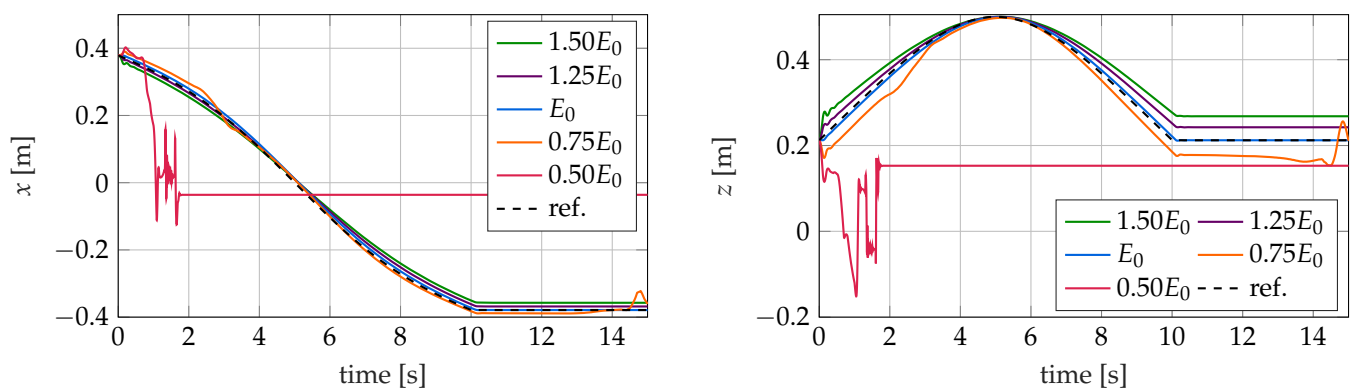 0.4
0.2
0
−0.2
−0.4
x [m]
0 2 4 6 8 10 12 14
time [s]
1.50E0
1.25E0
E0
0.75E0
0.50E0
ref.
0.4
0.2
0
−0.2
z [m]
0 2 4 6 8 10 12 14
time [s]
1.50E0 1.25E0
E0 0.75E0
0.50E0 ref.